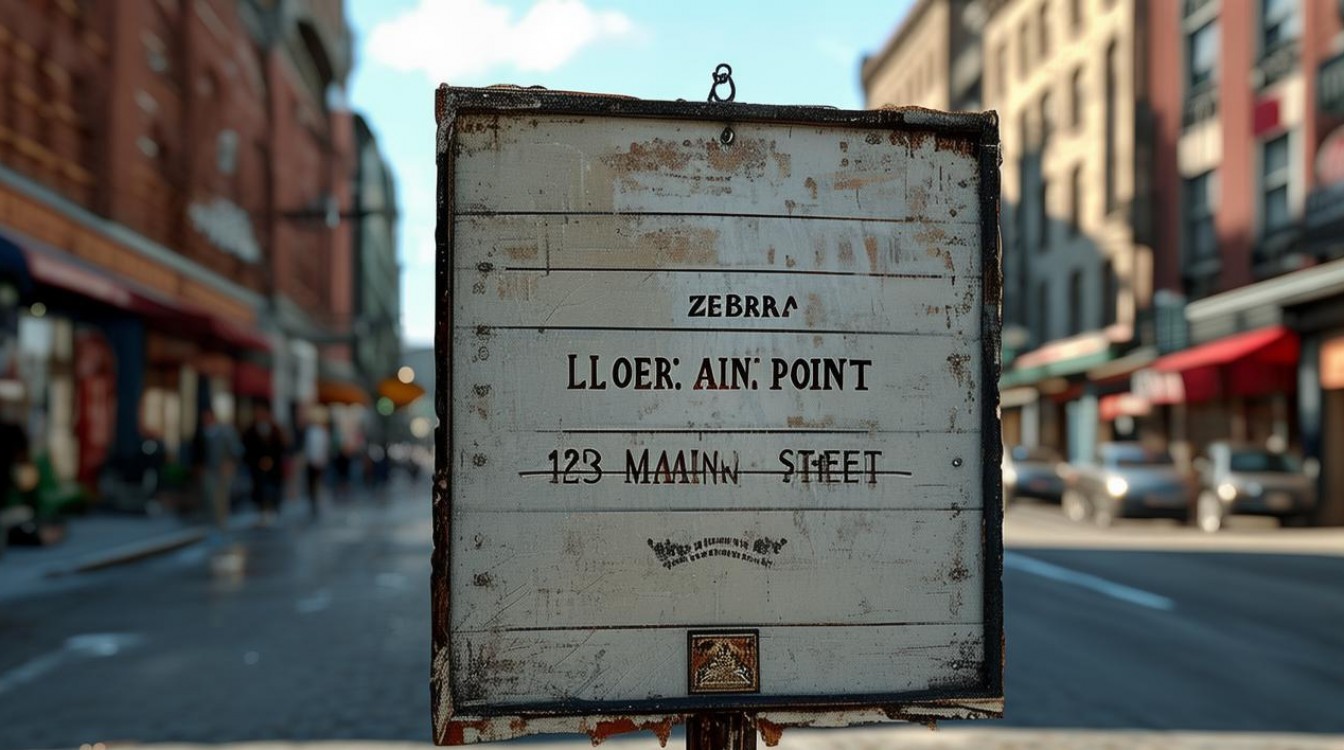 ZEBRRA
LLOER: AIN: POINT
123 MAAINN STEET